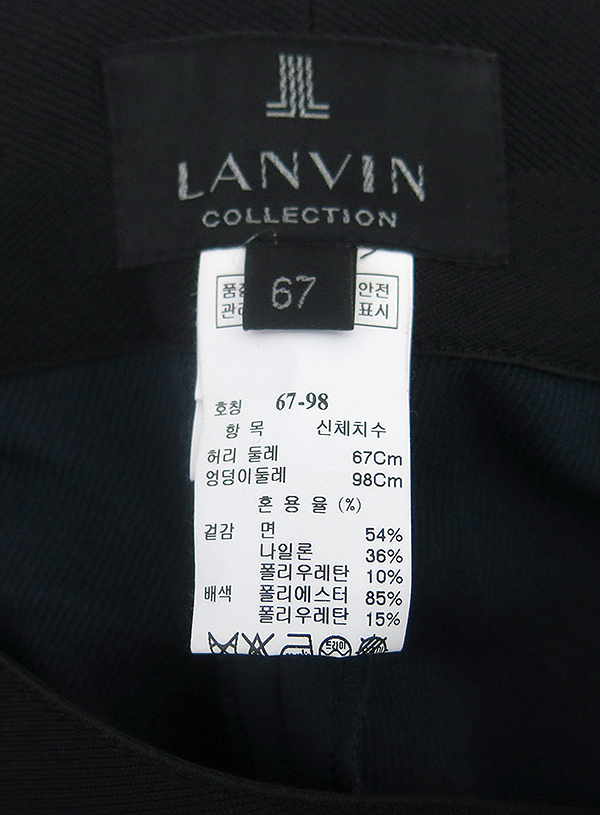 LANVIN
COLLECTION
67
안전
관리 표시
호칭 67-98
항 목 신체치수
허리 둘레 67Cm
엉덩이둘레 98Cm
혼 용 율 (%)
겉감 면 54%
나일론 36%
폴리우레탄 10%
배색 폴리에스터 85%
폴리우레탄 15%
드라이